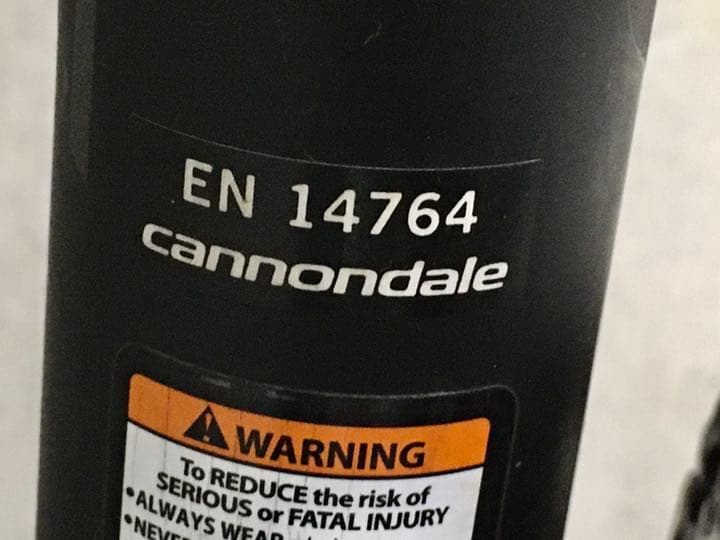 EN 14764
cannondale
WARNING
To REDUCE the risk of
SERIOUS or FATAL INJURY
•ALWAYS WEAR